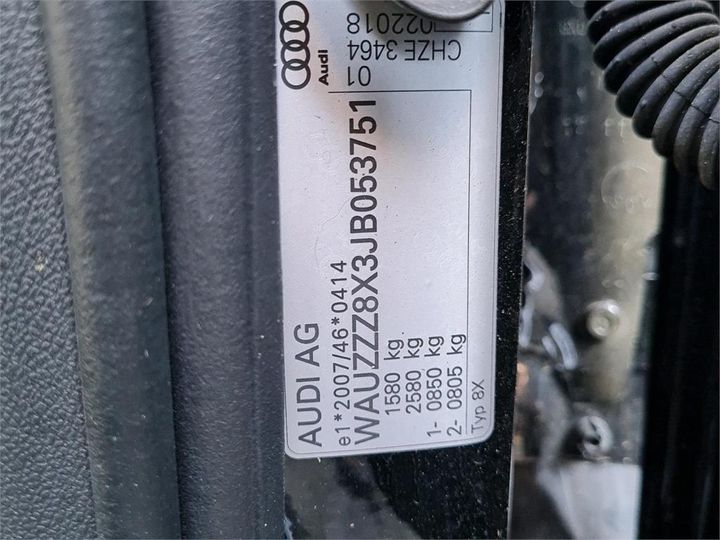 AUDI AG
e1*2007/46*0414
WAUZZZ8X3JB053751
1580 kg
2580 kg
1- 0850 kg
2- 0805 kg
Typ 8X
Audi
01
CHZE 3464
022018